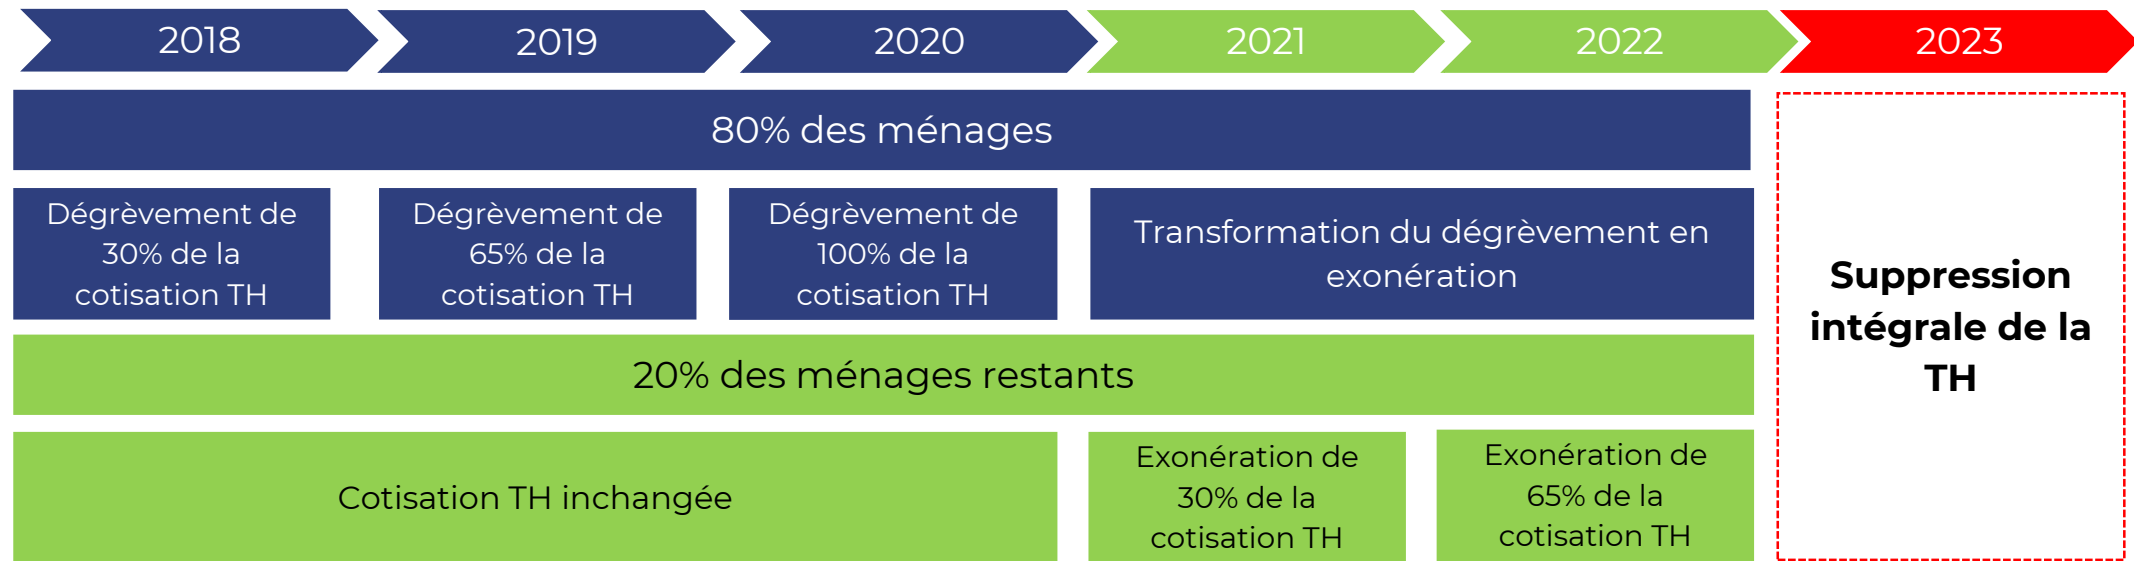 2018
2019
2020
2021
2022
2023
80% des ménages
Dégrèvement de
30% de la
cotisation TH
Dégrèvement de
65% de la
cotisation TH
Dégrèvement de
100% de la
cotisation TH
Transformation du dégrèvement en
exonération
20% des ménages restants
Cotisation TH inchangée
Exonération de
30% de la
cotisation TH
Exonération de
65% de la
cotisation TH
Suppression
intégrale de la
TH